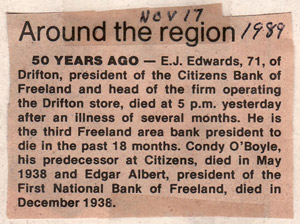 NOV 17
Around the region 1989
50 YEARS AGO — E.J. Edwards, 71, of
Drifton, president of the Citizens Bank of
Freeland and head of the firm operating
the Drifton store, died at 5 p.m. yesterday
after an illness of several months. He is
the third Freeland area bank president to
die in the past 18 months. Condy O'Boyle,
his predecessor at Citizens, died in May
1938 and Edgar Albert, president of the
First National Bank of Freeland, died in
December 1938.